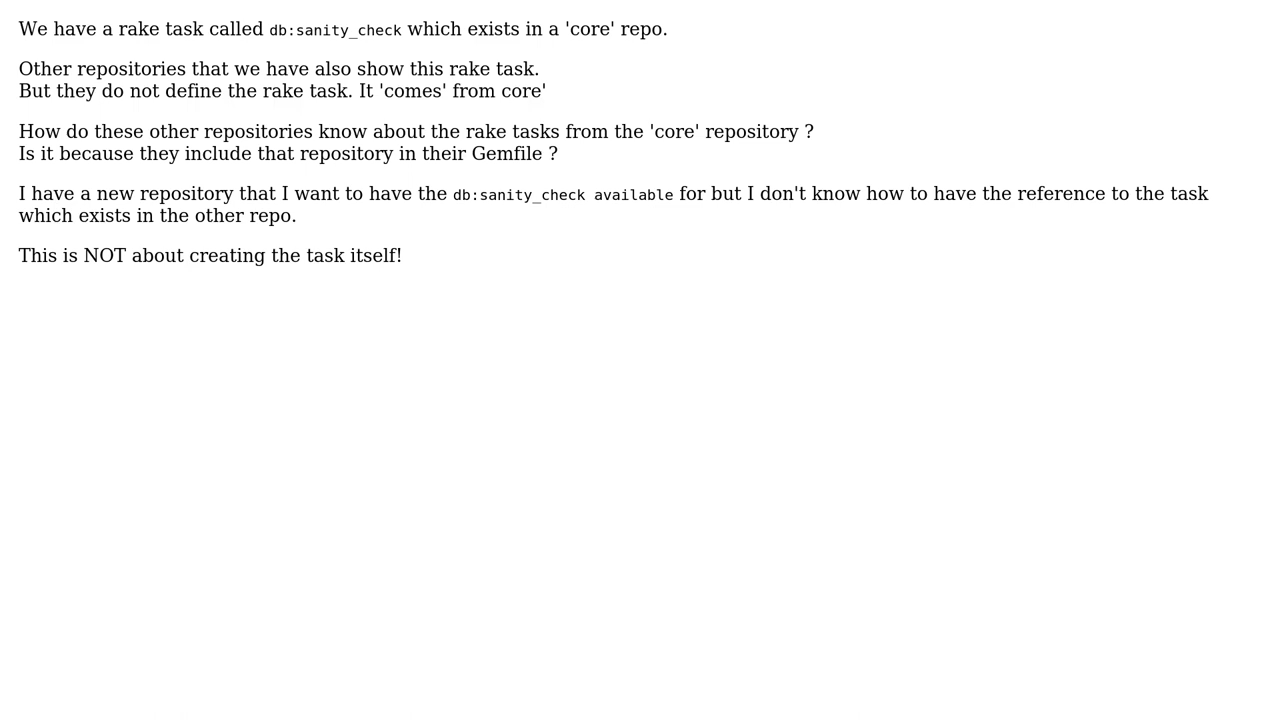 We have a rake task called db:sanity_check which exists in a 'core' repo.
Other repositories that we have also show this rake task.
But they do not define the rake task. It 'comes' from core'
How do these other repositories know about the rake tasks from the 'core' repository ?
Is it because they include that repository in their Gemfile ?
I have a new repository that I want to have the db:sanity_check available for but I don't know how to have the reference to the task
which exists in the other repo.
This is NOT about creating the task itself!